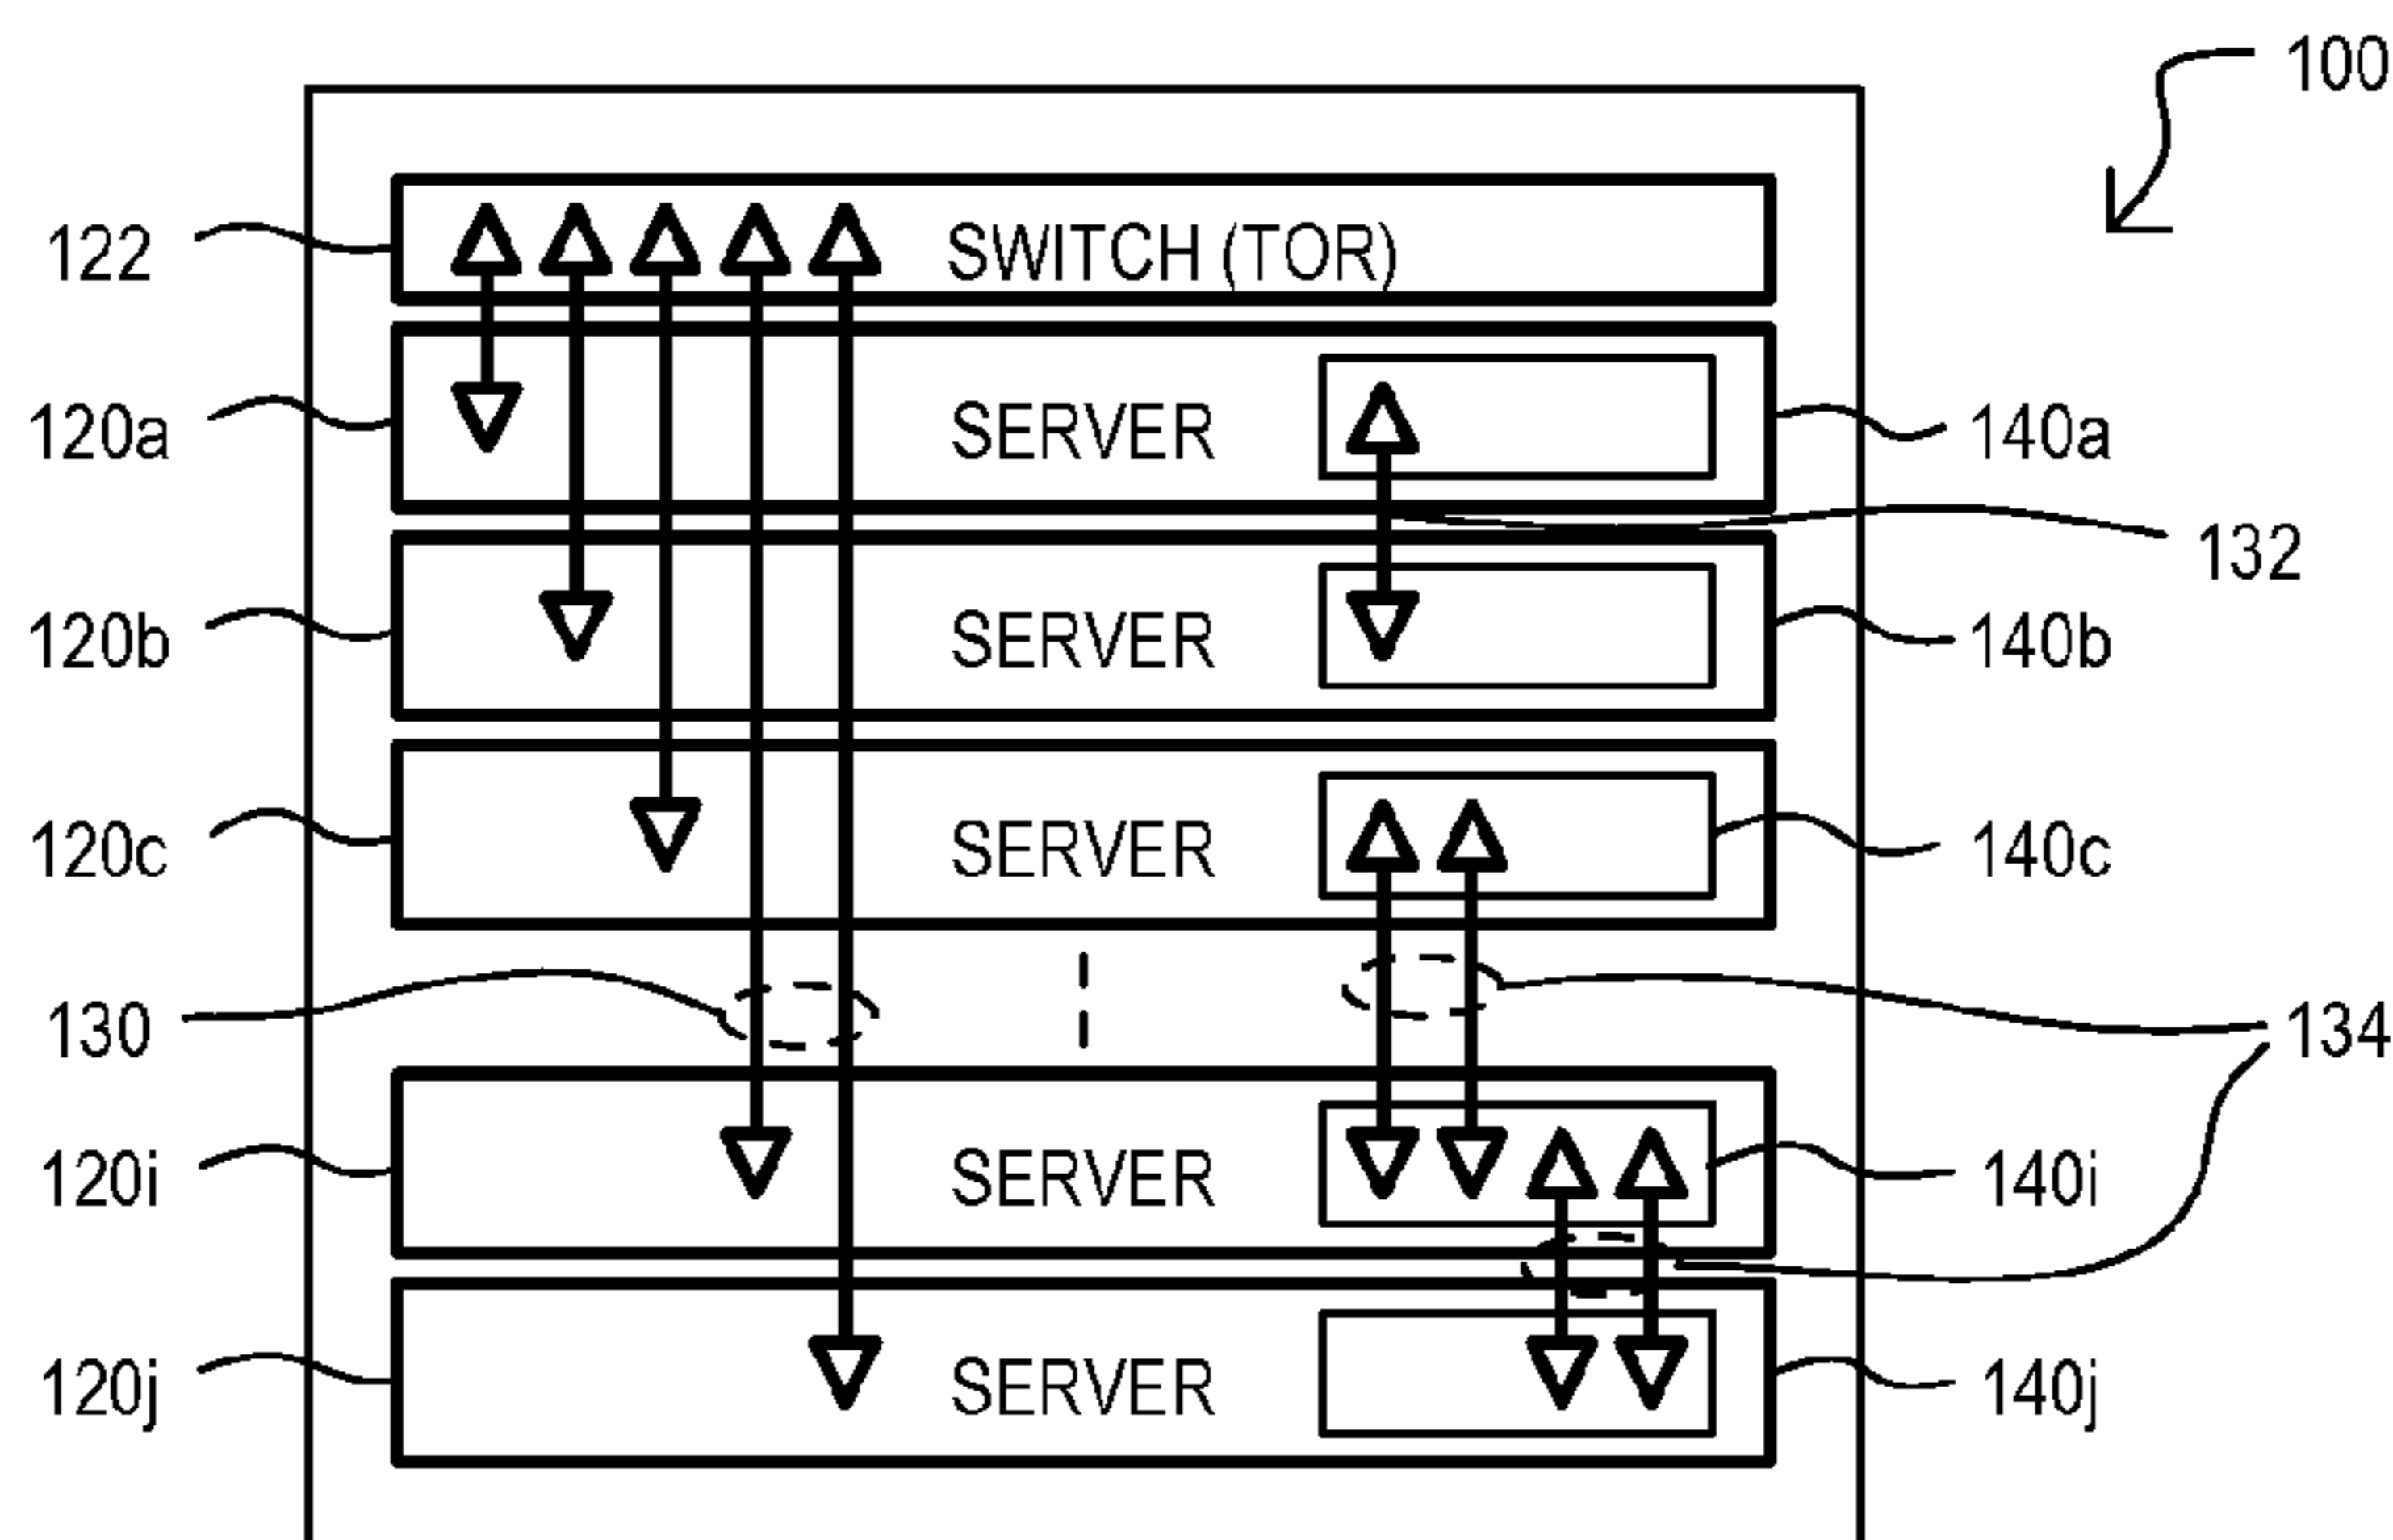 100
122 SWITCH (TOR)
120a SERVER 140a
132
120b SERVER 140b
120c SERVER 140c
130 134
120i SERVER 140i
120j SERVER 140j